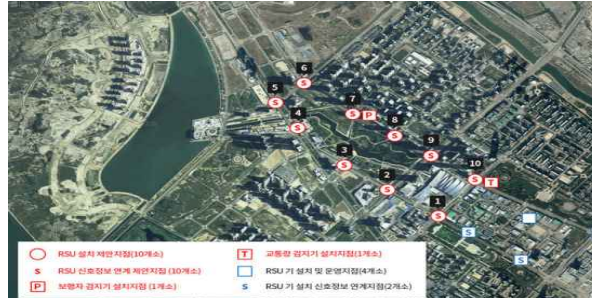 6
5
7
P
S
S
4
S
S
8
S
9
3
S
10
S
2
S
T
1
S
S
S
S
RSU 설치 제안지점(10개소)
T 교통량 검지기 설치지점(1개소)
S RSU 신호정보 연계 제안지점 (10개소)
RSU 기 설치 및 운영지점(4개소)
P 보행자 검지기 설치지점 (1개소)
S RSU 기 설치 신호정보 연계지점(2개소)